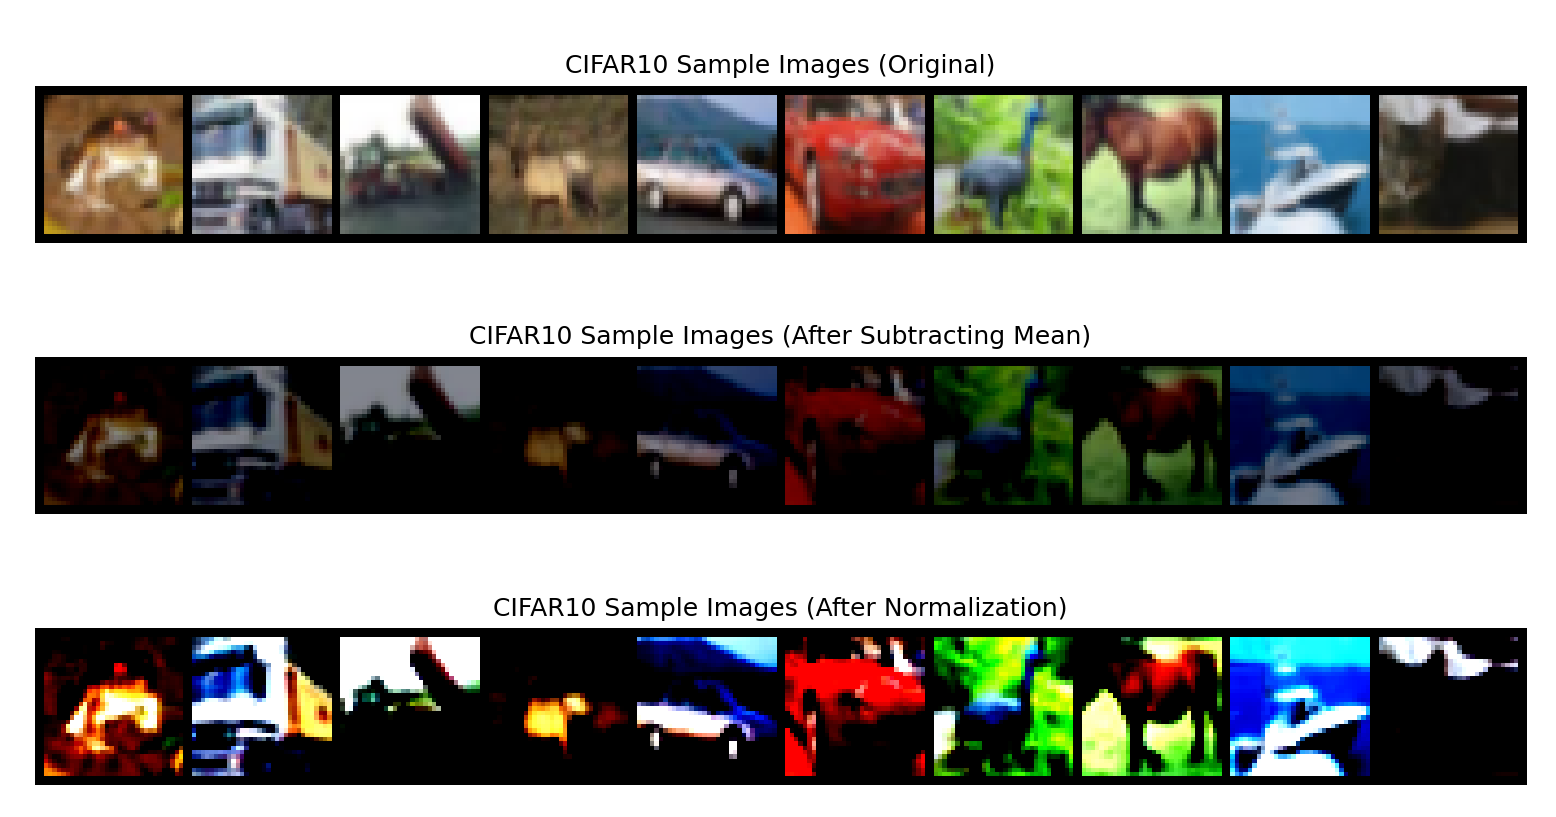 CIFAR10 Sample Images (Original)
CIFAR10 Sample Images (After Subtracting Mean)
CIFAR10 Sample Images (After Normalization)